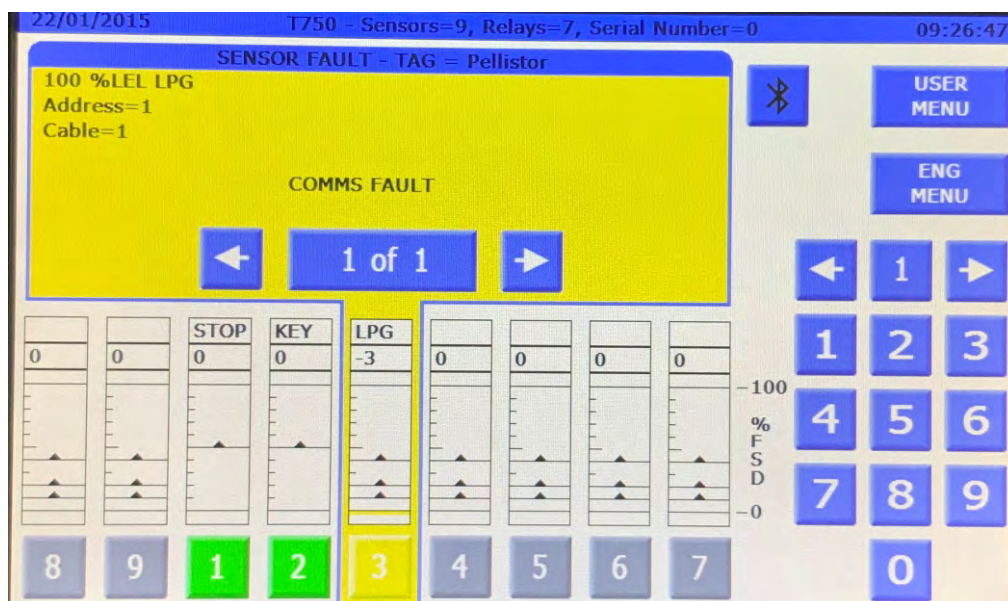 22/01/2015 T750 - Sensors=9, Relays=7, Serial Number=0 09:26:47
SENSOR FAULT - TAG = Pellistor
100 %LEL LPG
Address=1
Cable=1
COMMS FAULT
1 of 1
USER
MENU
ENG
MENU
1
1 2 3
4 5 6
7 8 9
0
STOP KEY LPG
0 0 0 0 -3 0 0 0 0
100
%
F
S
D
0
8 9 1 2 3 4 5 6 7